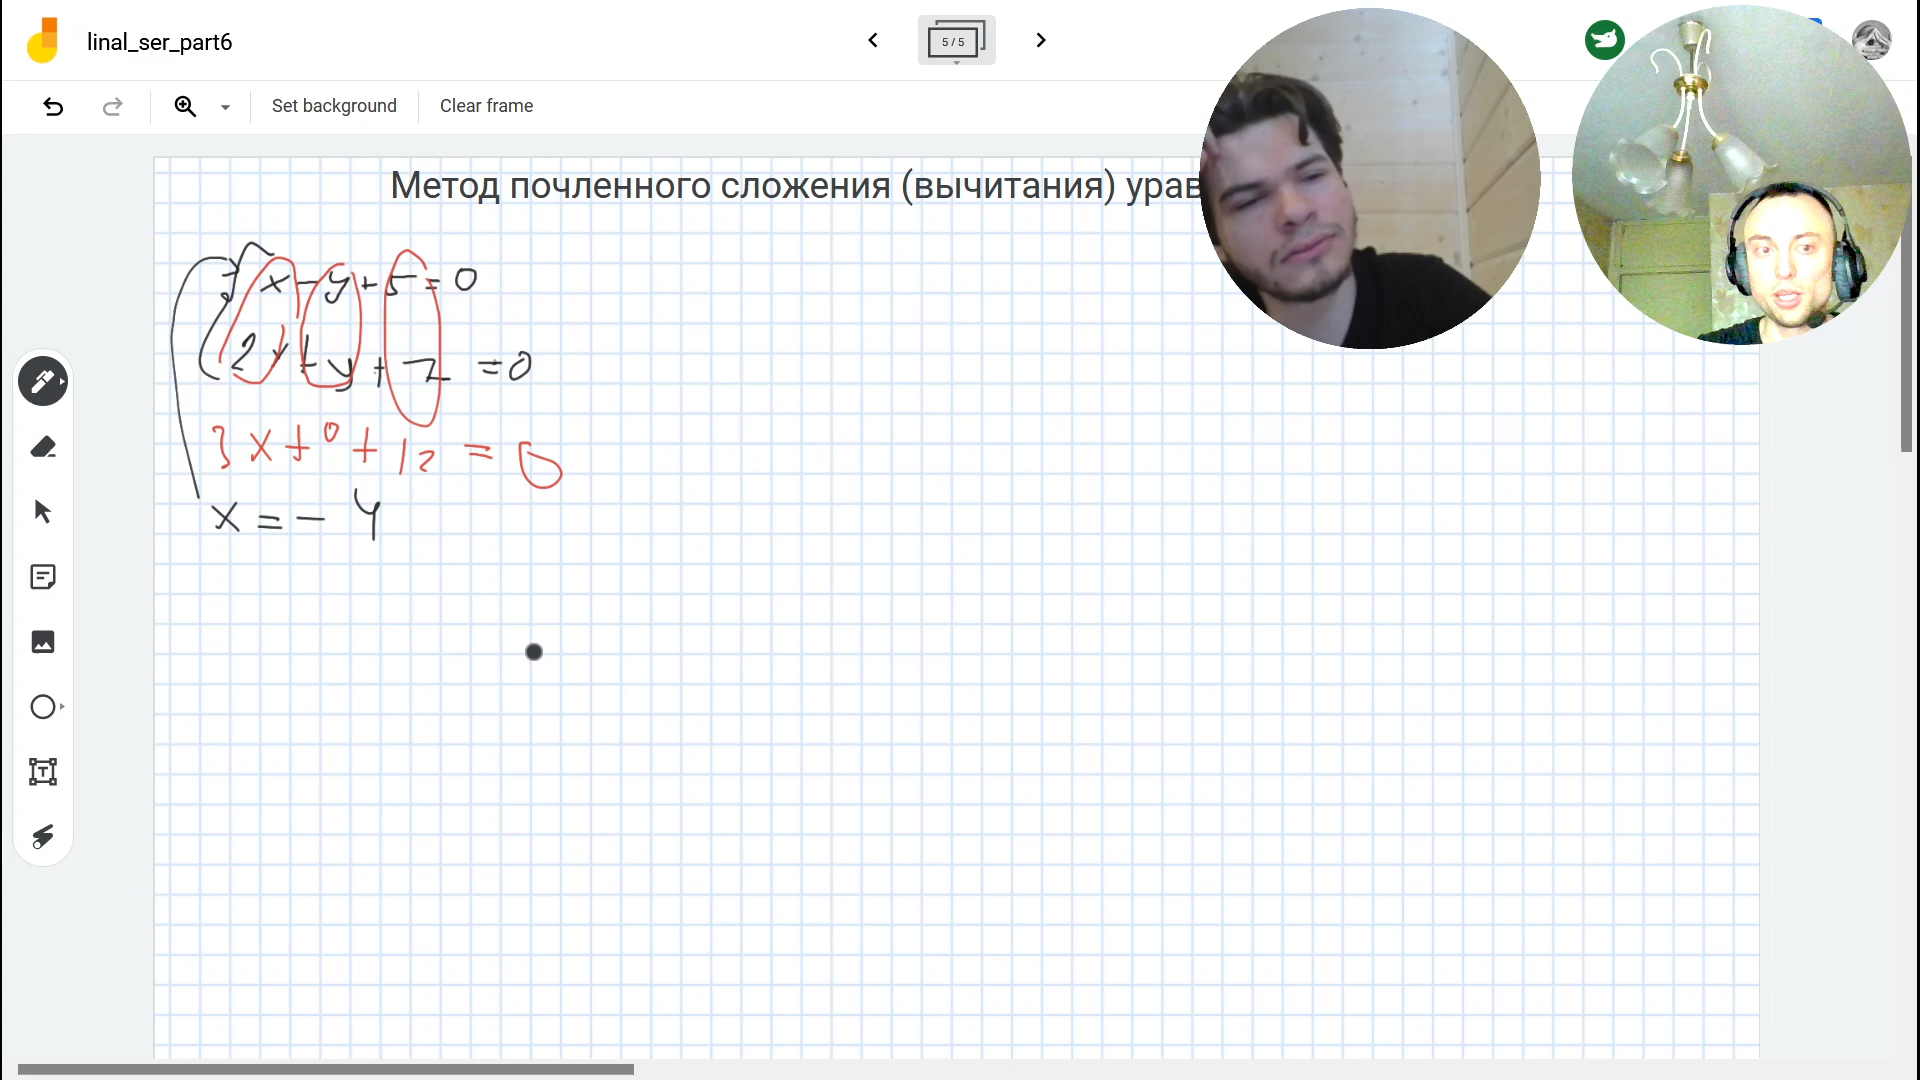 linal_ser_part6
5 / 5
Set background
Clear frame
Метод почленного сложения (вычитания) урав
x - y + 5 = 0
2x + y + 7 = 0
3x + 0 + 12 = 0
x = - 4